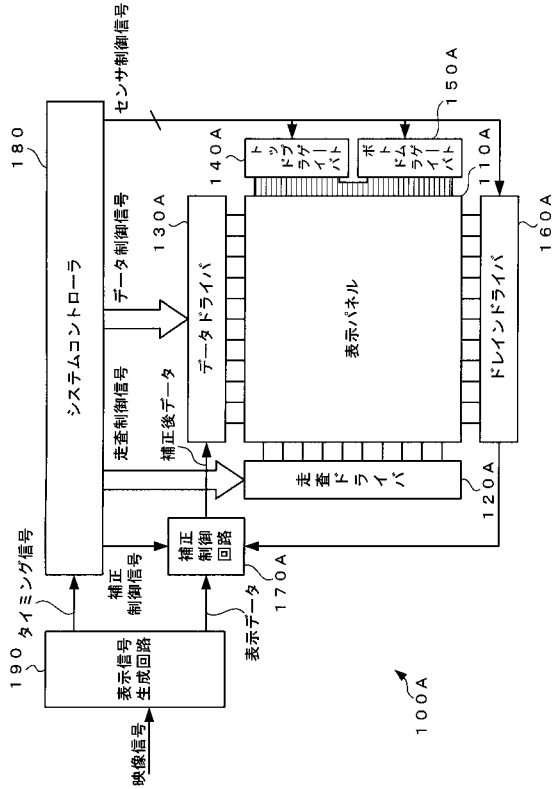 映像信号
190
表示信号
生成回路
タイミング信号
180
システムコントローラ
補正
制御信号
走査制御信号
データ制御信号
センサ制御信号
表示データ
補正
制御回路
170A
補正後データ
130A
データドライバ
140A
トップゲート
ドライバ
150A
ボトムゲート
ドライバ
110A
走査ドライバ
120A
表示パネル
ドレインドライバ
160A
100A